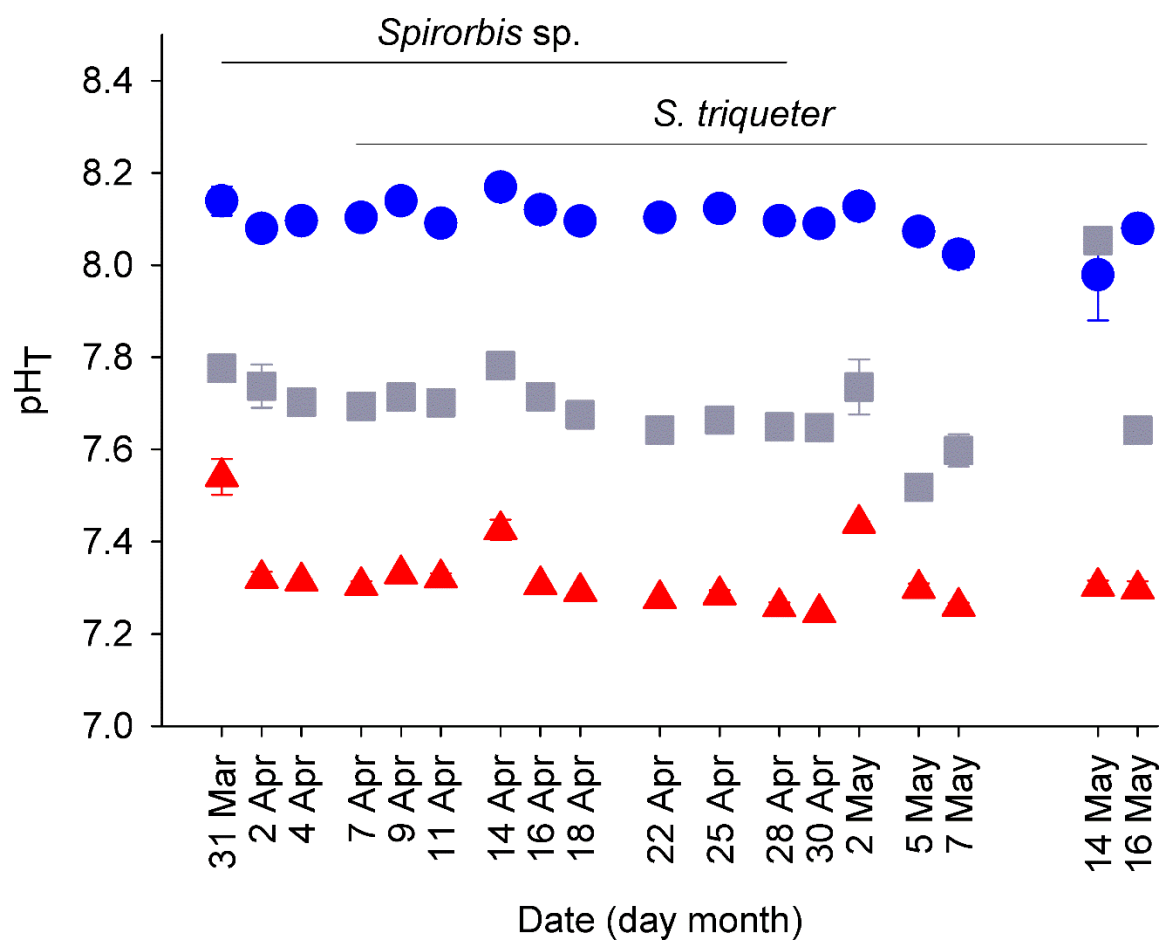 Spirorbis sp.
S. triqueter
8.4
8.2
8.0
7.8
7.6
7.4
7.2
7.0
pHT
31 Mar
2 Apr
4 Apr
7 Apr
9 Apr
11 Apr
14 Apr
16 Apr
18 Apr
22 Apr
25 Apr
28 Apr
30 Apr
2 May
5 May
7 May
14 May
16 May
Date (day month)